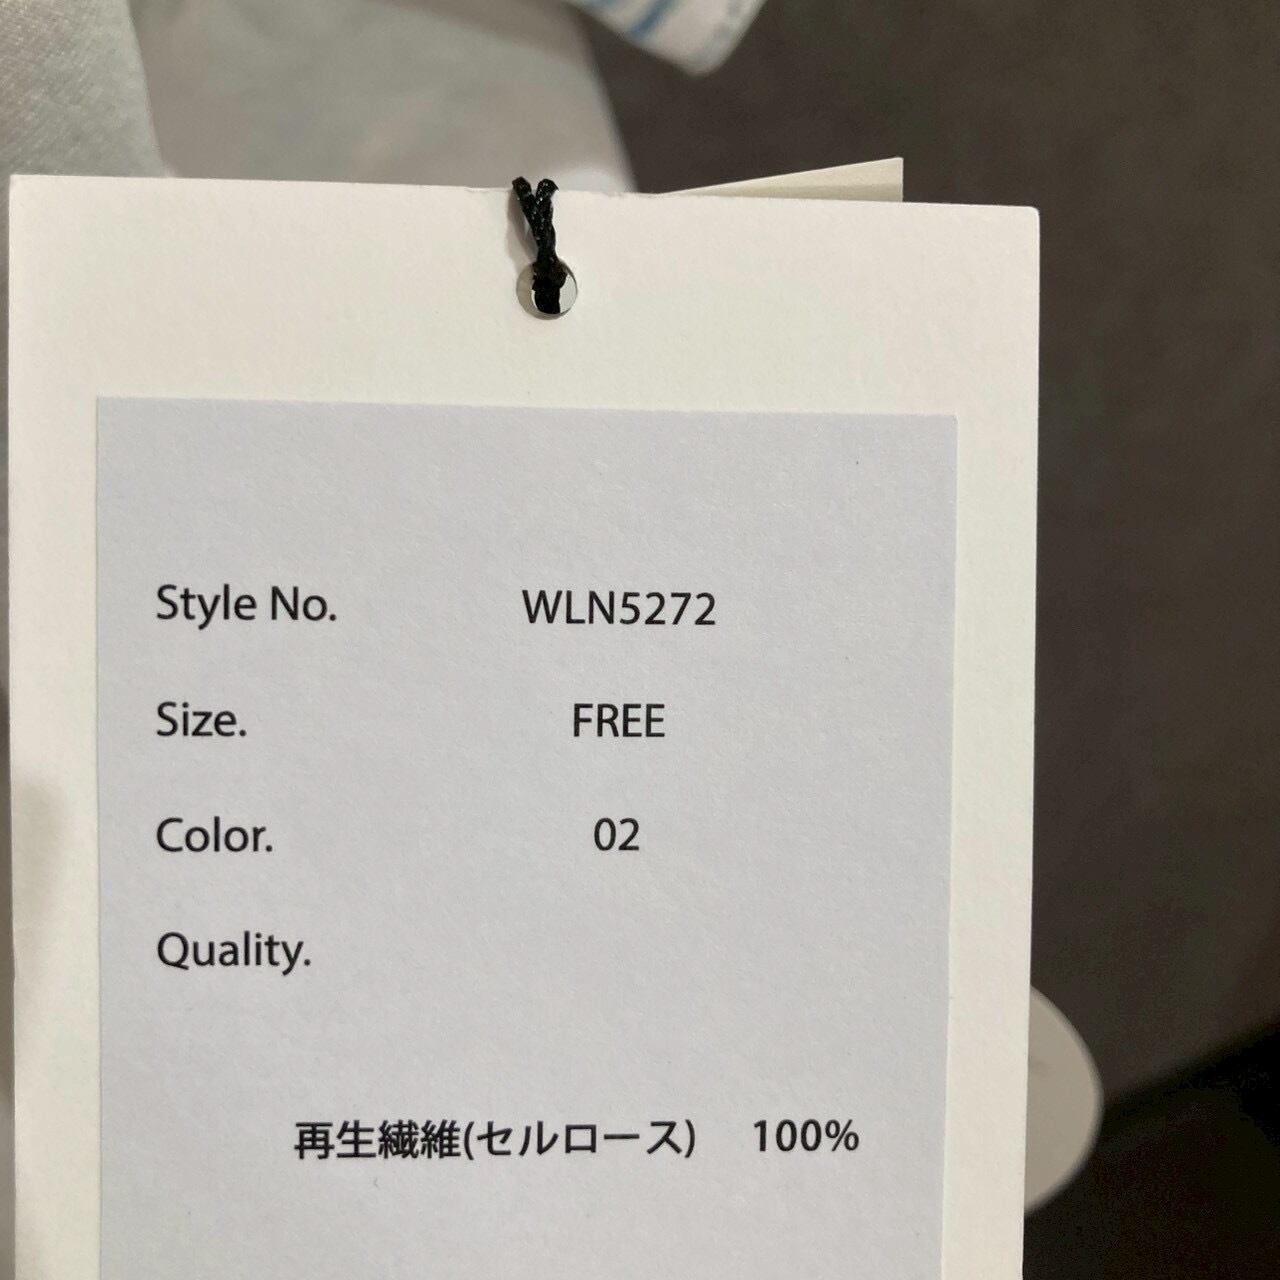 Style No. WLN5272
Size. FREE
Color. 02
Quality.
再生繊維(セルロース) 100%